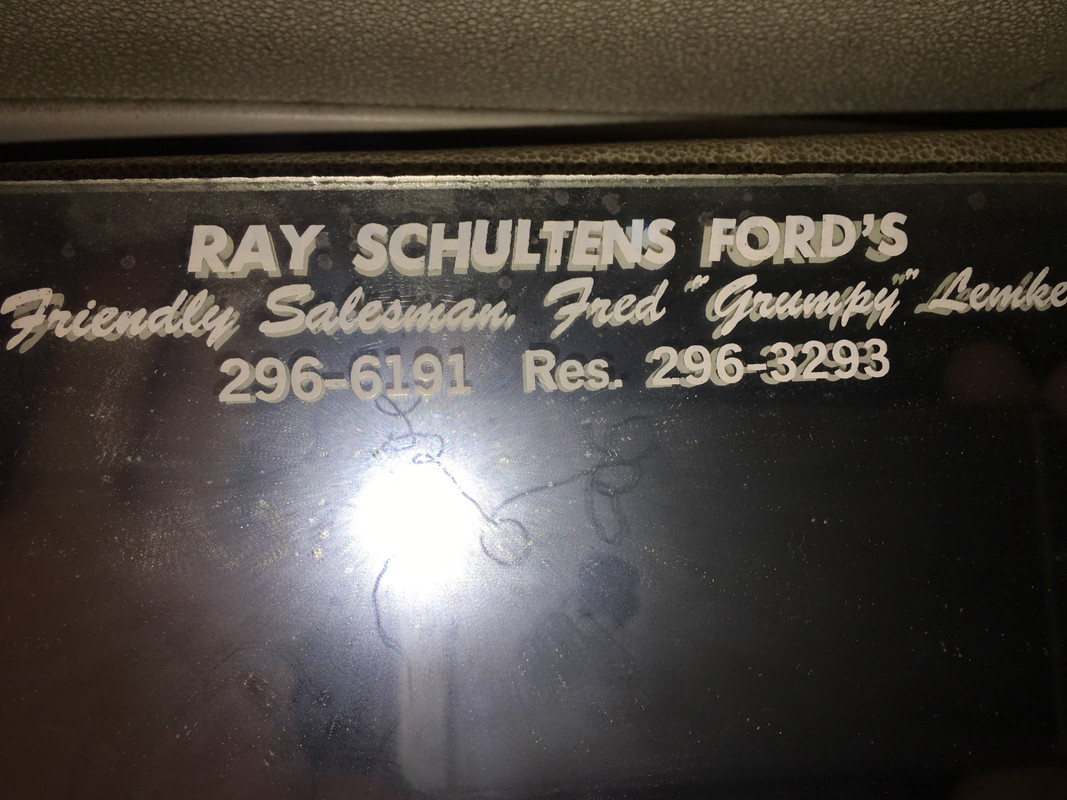 RAY SCHULTENS FORD'S
Friendly Salesman, Fred "Grumpy" Lemke
296-6191 Res. 296-3293